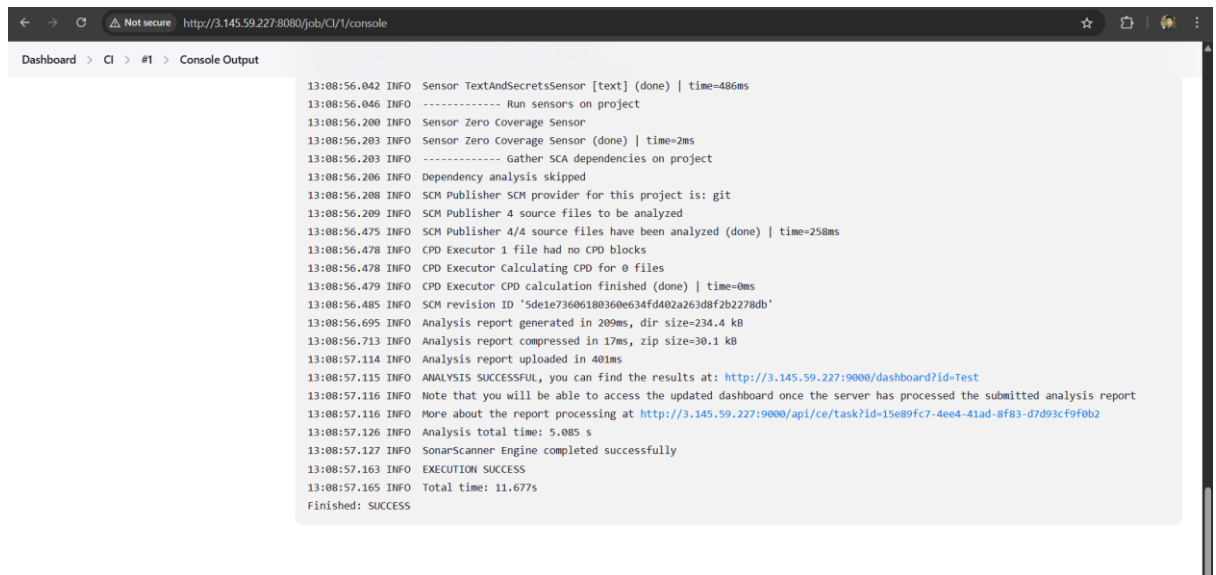 Not secure http://3.145.59.227:8080/job/CI/1/console
Dashboard > CI > #1 > Console Output
13:08:56.042 INFO Sensor TextAndSecretsSensor [text] (done) | time=486ms
13:08:56.046 INFO ------------- Run sensors on project
13:08:56.200 INFO Sensor Zero Coverage Sensor
13:08:56.203 INFO Sensor Zero Coverage Sensor (done) | time=2ms
13:08:56.203 INFO ------------- Gather SCA dependencies on project
13:08:56.206 INFO Dependency analysis skipped
13:08:56.208 INFO SCM Publisher SCM provider for this project is: git
13:08:56.209 INFO SCM Publisher 4 source files to be analyzed
13:08:56.475 INFO SCM Publisher 4/4 source files have been analyzed (done) | time=258ms
13:08:56.478 INFO CPD Executor 1 file had no CPD blocks
13:08:56.478 INFO CPD Executor Calculating CPD for 0 files
13:08:56.479 INFO CPD Executor CPD calculation finished (done) | time=0ms
13:08:56.485 INFO SCM revision ID '5de1e73606180360e634fd402a263d8f2b2278db'
13:08:56.695 INFO Analysis report generated in 209ms, dir size=234.4 kB
13:08:56.713 INFO Analysis report compressed in 17ms, zip size=30.1 kB
13:08:57.114 INFO Analysis report uploaded in 401ms
13:08:57.115 INFO ANALYSIS SUCCESSFUL, you can find the results at: http://3.145.59.227:9000/dashboard?id=Test
13:08:57.116 INFO Note that you will be able to access the updated dashboard once the server has processed the submitted analysis report
13:08:57.116 INFO More about the report processing at http://3.145.59.227:9000/api/ce/task?id=15e89fc7-4ee4-41ad-8f83-d7d93cf9f0b2
13:08:57.126 INFO Analysis total time: 5.085 s
13:08:57.127 INFO SonarScanner Engine completed successfully
13:08:57.163 INFO EXECUTION SUCCESS
13:08:57.165 INFO Total time: 11.677s
Finished: SUCCESS